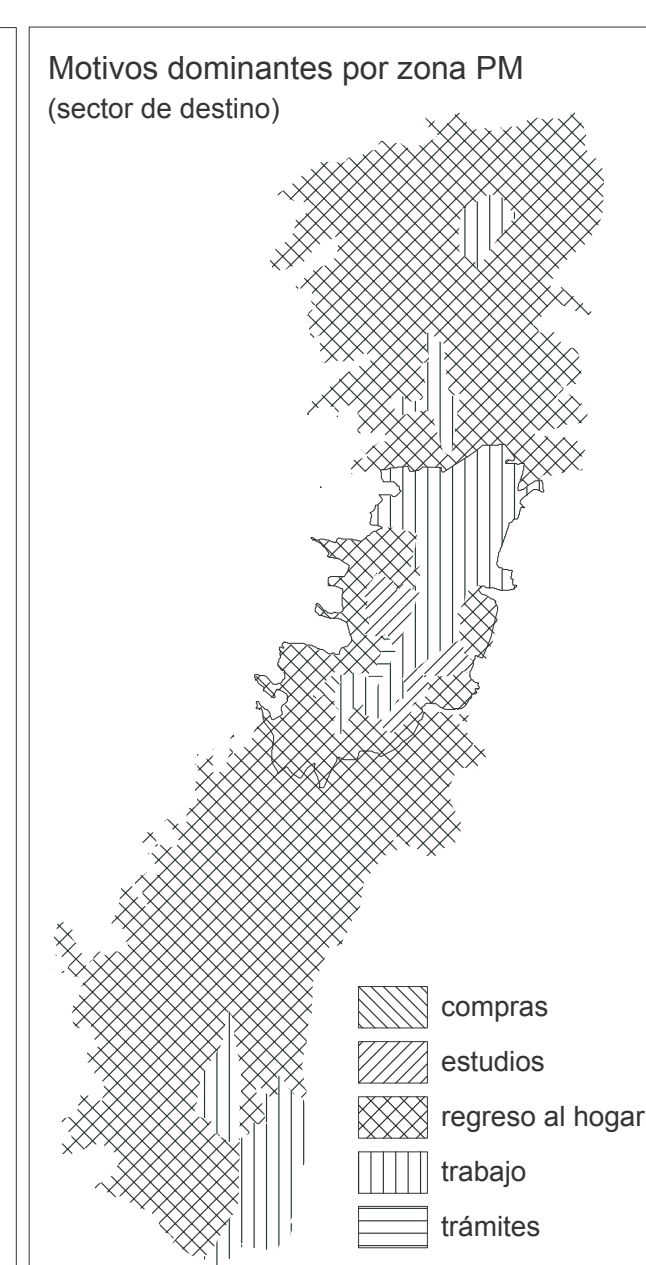 Motivos dominantes por zona PM
(sector de destino)
compras
estudios
regreso al hogar
trabajo
trámites